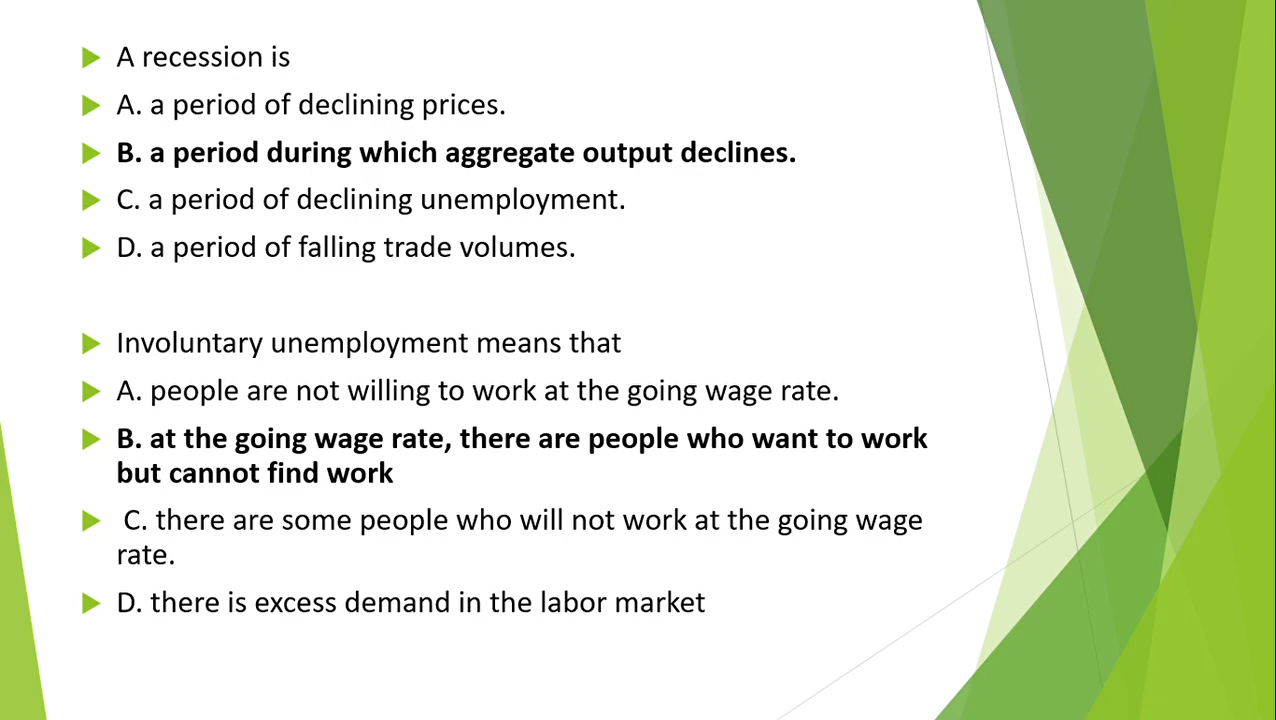 A recession is
A. a period of declining prices.
B. a period during which aggregate output declines.
C. a period of declining unemployment.
D. a period of falling trade volumes.
Involuntary unemployment means that
A. people are not willing to work at the going wage rate.
B. at the going wage rate, there are people who want to work
but cannot find work
C. there are some people who will not work at the going wage
rate.
D. there is excess demand in the labor market